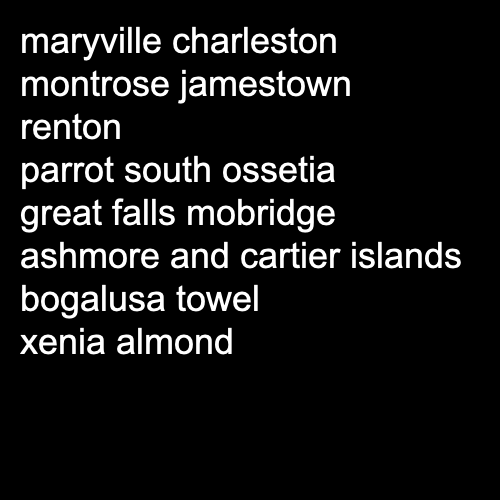 maryville charleston
montrose jamestown
renton
parrot south ossetia
great falls mobridge
ashmore and cartier islands
bogalusa towel
xenia almond